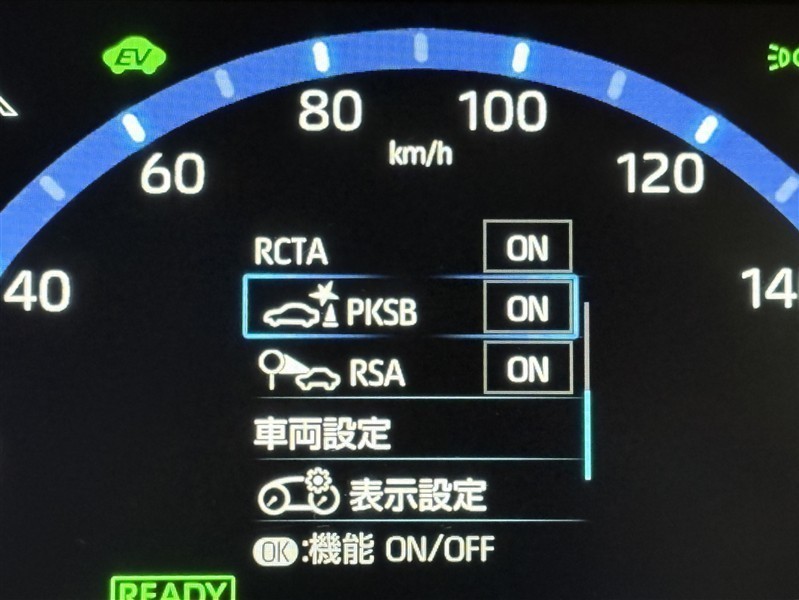 EV
80
100
60
km/h
120
40
RCTA ON
14
PKSB ON
RSA ON
車両設定
表示設定
OK:機能 ON/OFF
READY